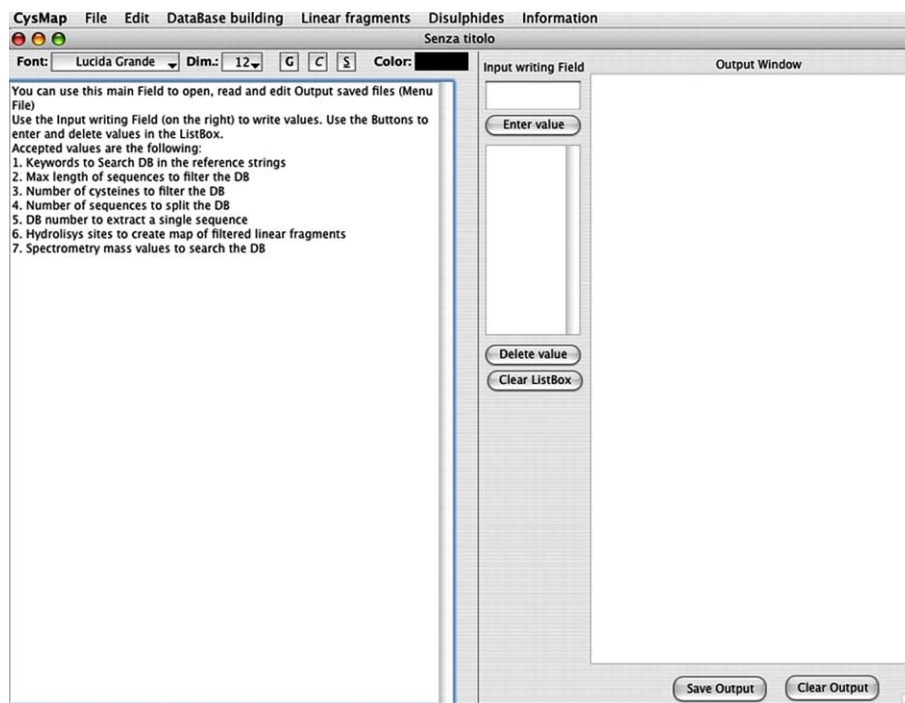 CysMap File Edit DataBase building Linear fragments Disulphides Information
Senza titolo
Font: Lucida Grande Dim.: 12 G C S Color:
You can use this main Field to open, read and edit Output saved files (Menu
File)
Use the Input writing Field (on the right) to write values. Use the Buttons to
enter and delete values in the ListBox.
Accepted values are the following:
1. Keywords to Search DB in the reference strings
2. Max length of sequences to filter the DB
3. Number of cysteines to filter the DB
4. Number of sequences to split the DB
5. DB number to extract a single sequence
6. Hydrolisys sites to create map of filtered linear fragments
7. Spectrometry mass values to search the DB
Input writing Field
Enter value
Delete value
Clear ListBox
Output Window
Save Output Clear Output